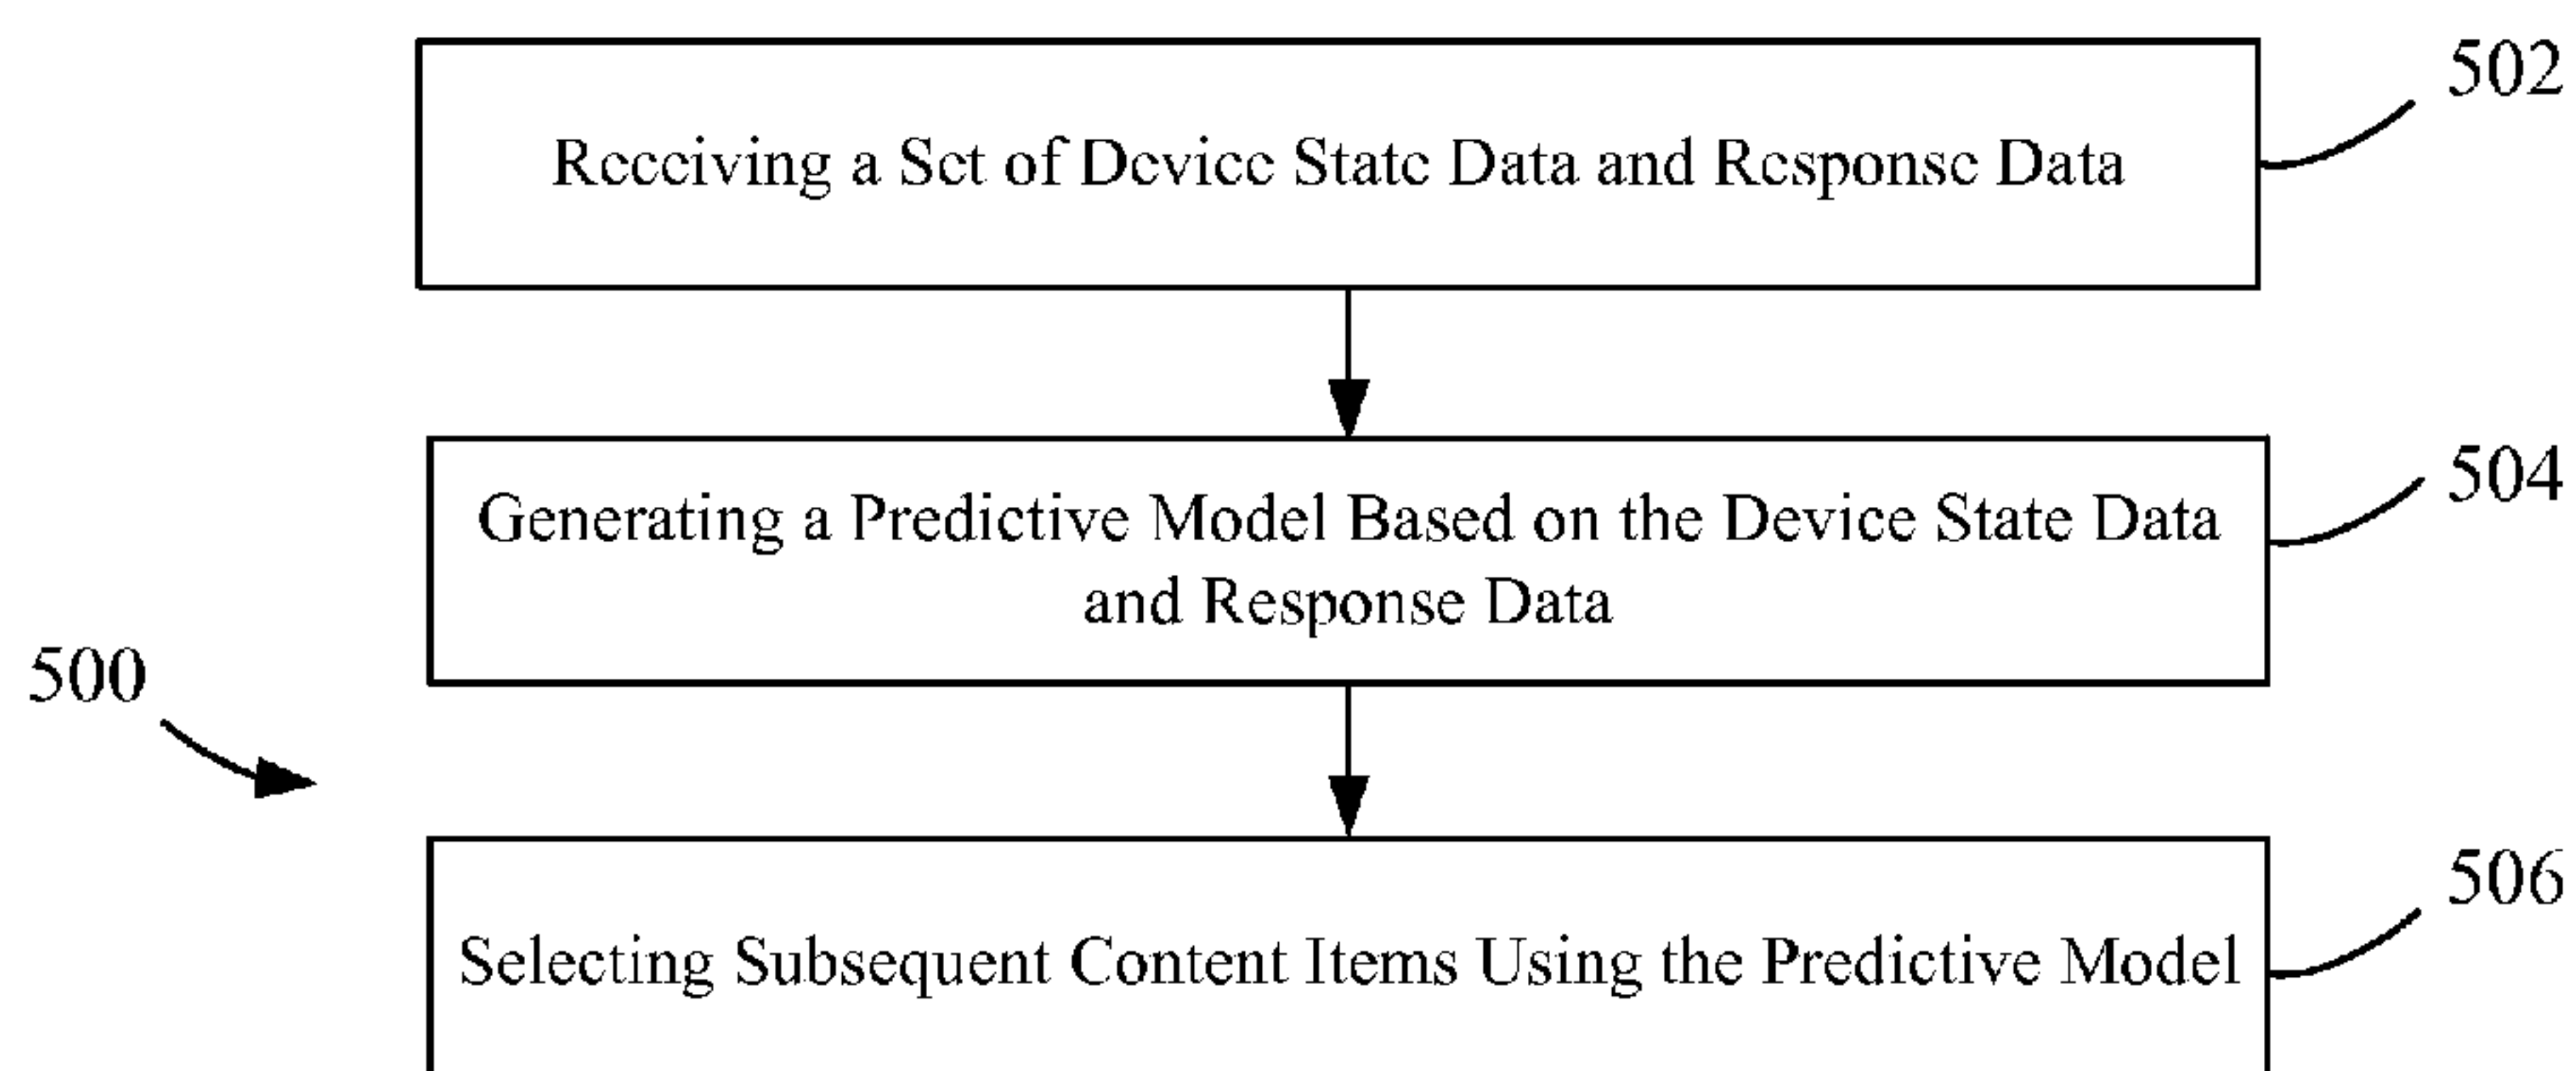 502
Receiving a Set of Device State Data and Response Data
504
Generating a Predictive Model Based on the Device State Data
and Response Data
500
506
Selecting Subsequent Content Items Using the Predictive Model